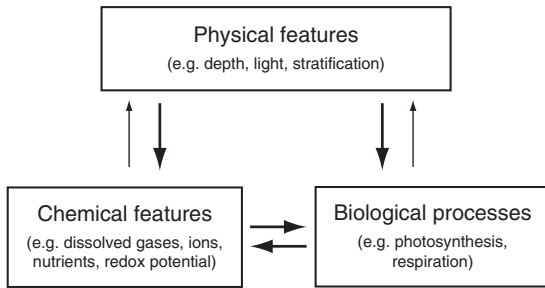 Physical features
(e.g. depth, light, stratification)
Chemical features
(e.g. dissolved gases, ions,
nutrients, redox potential)
Biological processes
(e.g. photosynthesis,
respiration)